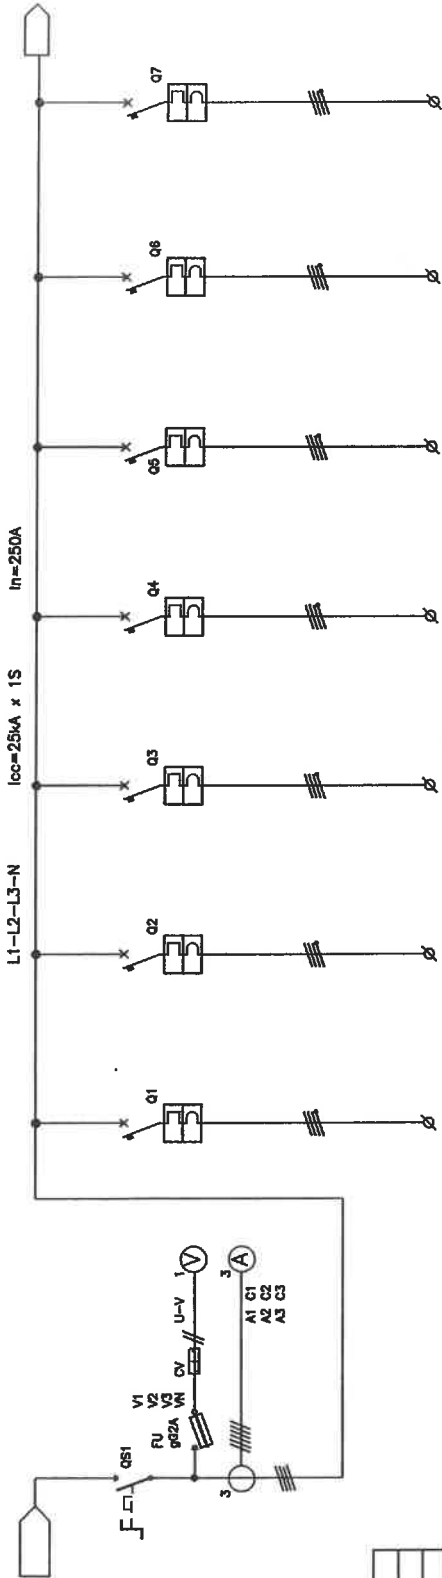 L1-L2-L3-N Icc=25kA x 1S In=250A
QS1
FU
gG2A
V1
V2
V3
VN
CV
U-V
1
V
3
3
A
A1 C1
A2 C2
A3 C3
Q1
Q2
Q3
Q4
Q5
Q6
Q7